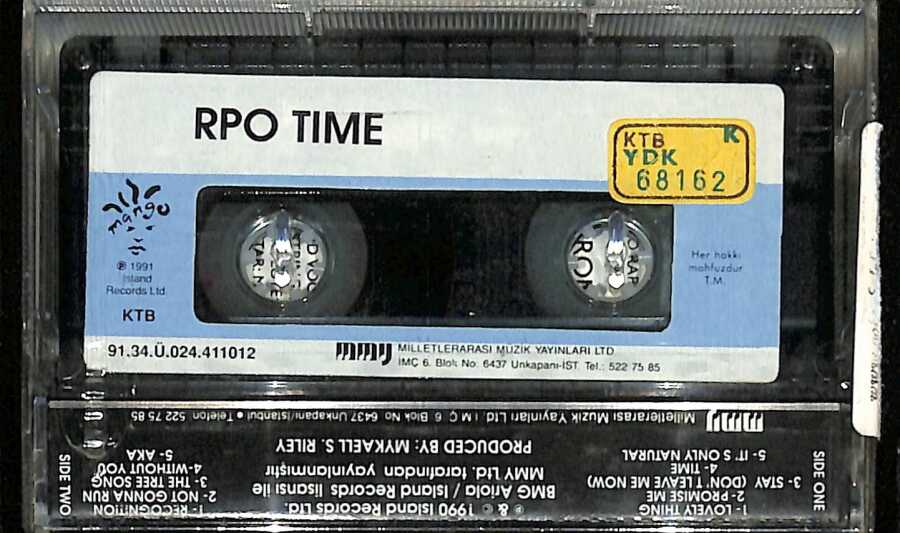 RPO TIME
KTB K
YDK
68162
mango
℗ 1991
Island
Records Ltd.
KTB
Her hakkı
mahfuzdur
T.M.
91.34.Ü.024.411012
mmy MİLLETLERARASI MÜZİK YAYINLARI LTD
İMÇ 6. Blok No. 6437 Unkapanı-İST. Tel.: 522 75 85
SIDE ONE
1- LOVELY THING
2- PROMISE ME
3- STAY (DON'T LEAVE ME NOW)
4- TIME
5- IT'S ONLY NATURAL
℗ & © 1990 Island Records Ltd.
BMG Ariola / Island Records lisansı ile
MMY Ltd. tarafından yayınlanmıştır
PRODUCED BY: MYKAELL S. RILEY
SIDE TWO
1- RECOGNITION
2- NOT GONNA RUN
3- THE TREE SONG
4- WITHOUT YOU
5- AKA
mmy Milletlerarası Müzik Yayınları Ltd. İ M Ç 6 Blok No 6437 Unkapanı/İstanbul • Telefon 522 75 85